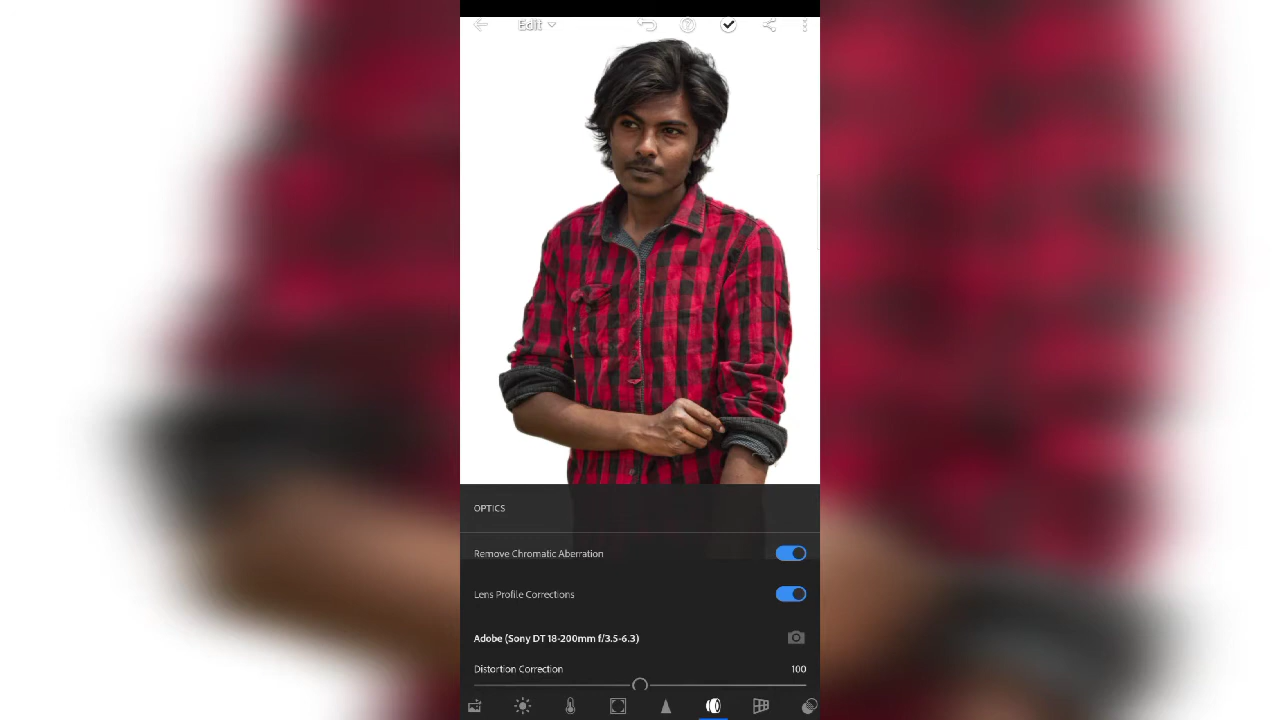 Edit
OPTICS
Remove Chromatic Aberration
Lens Profile Corrections
Adobe (Sony DT 18-200mm f/3.5-6.3)
Distortion Correction 100